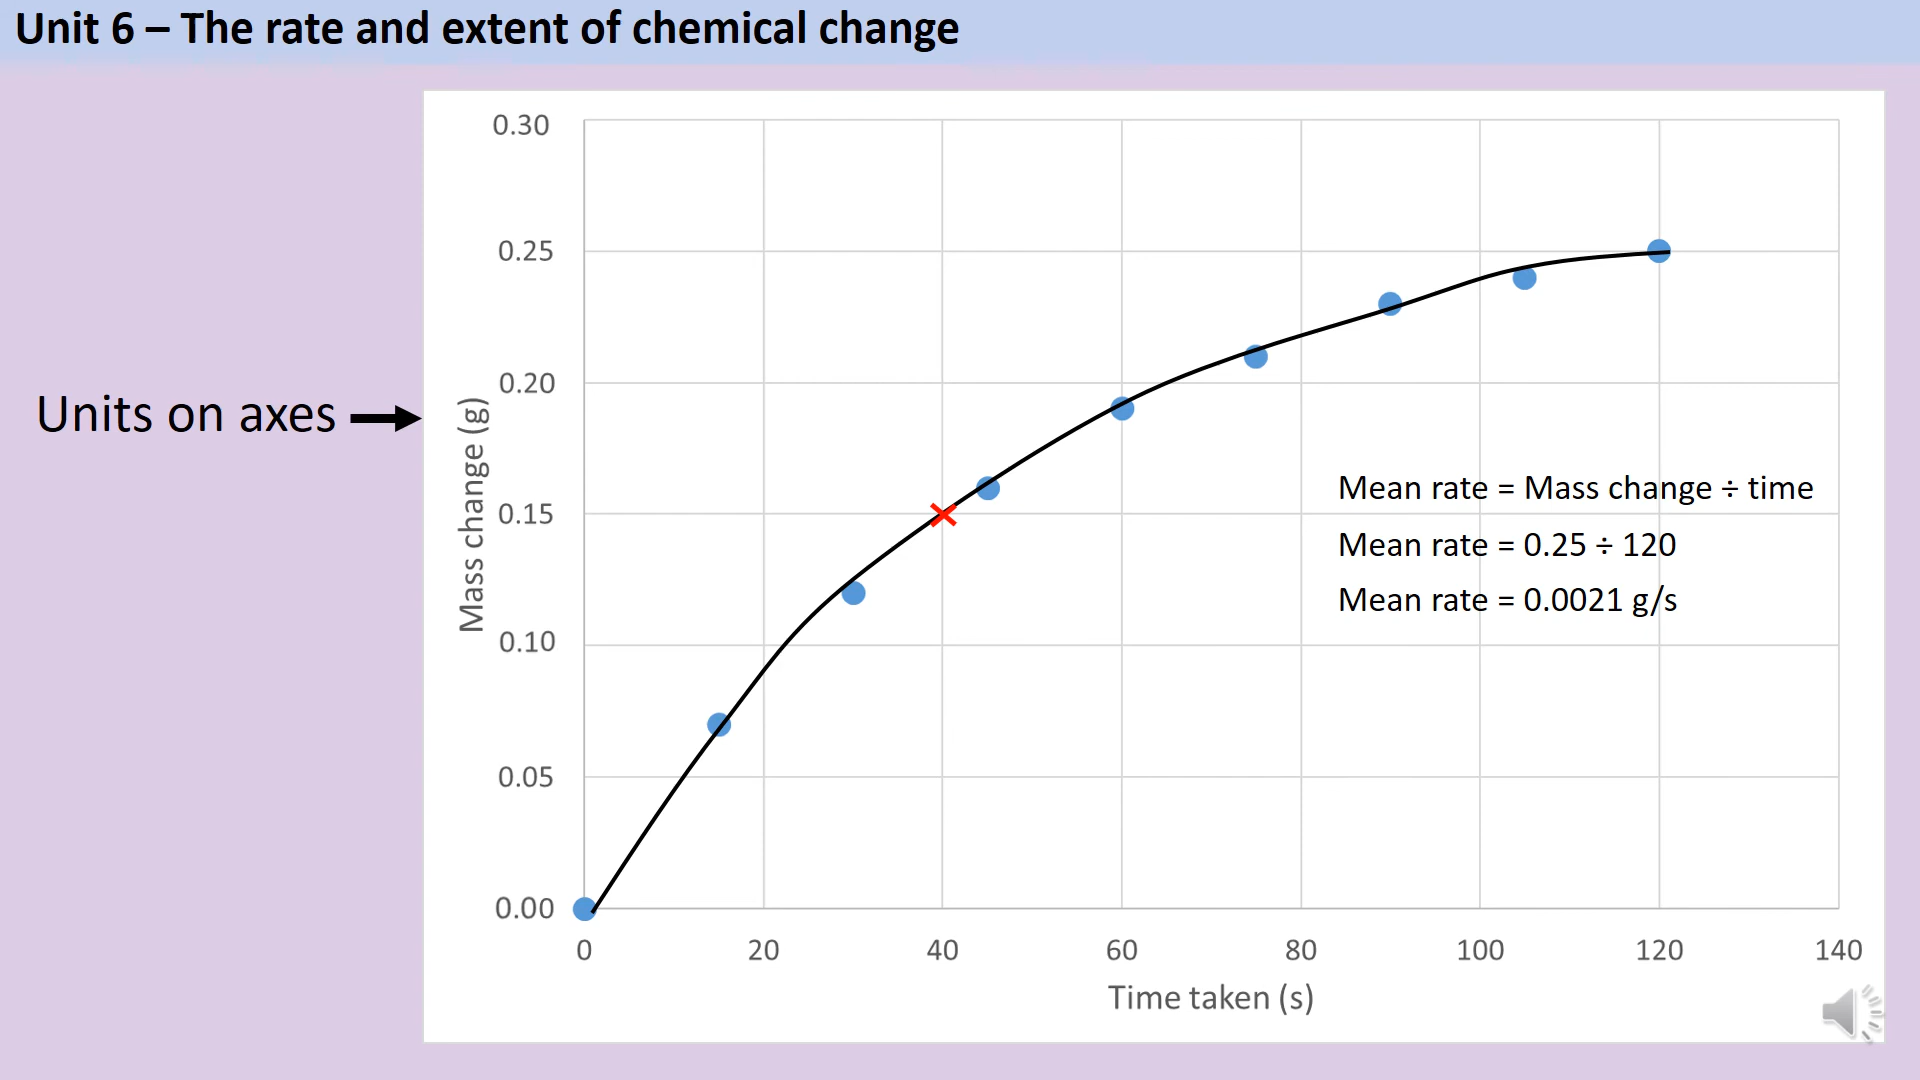 Unit 6 – The rate and extent of chemical change
Units on axes
Mass change (g)
0.30
0.25
0.20
0.15
0.10
0.05
0.00
Mean rate = Mass change ÷ time
Mean rate = 0.25 ÷ 120
Mean rate = 0.0021 g/s
0 20 40 60 80 100 120 140
Time taken (s)